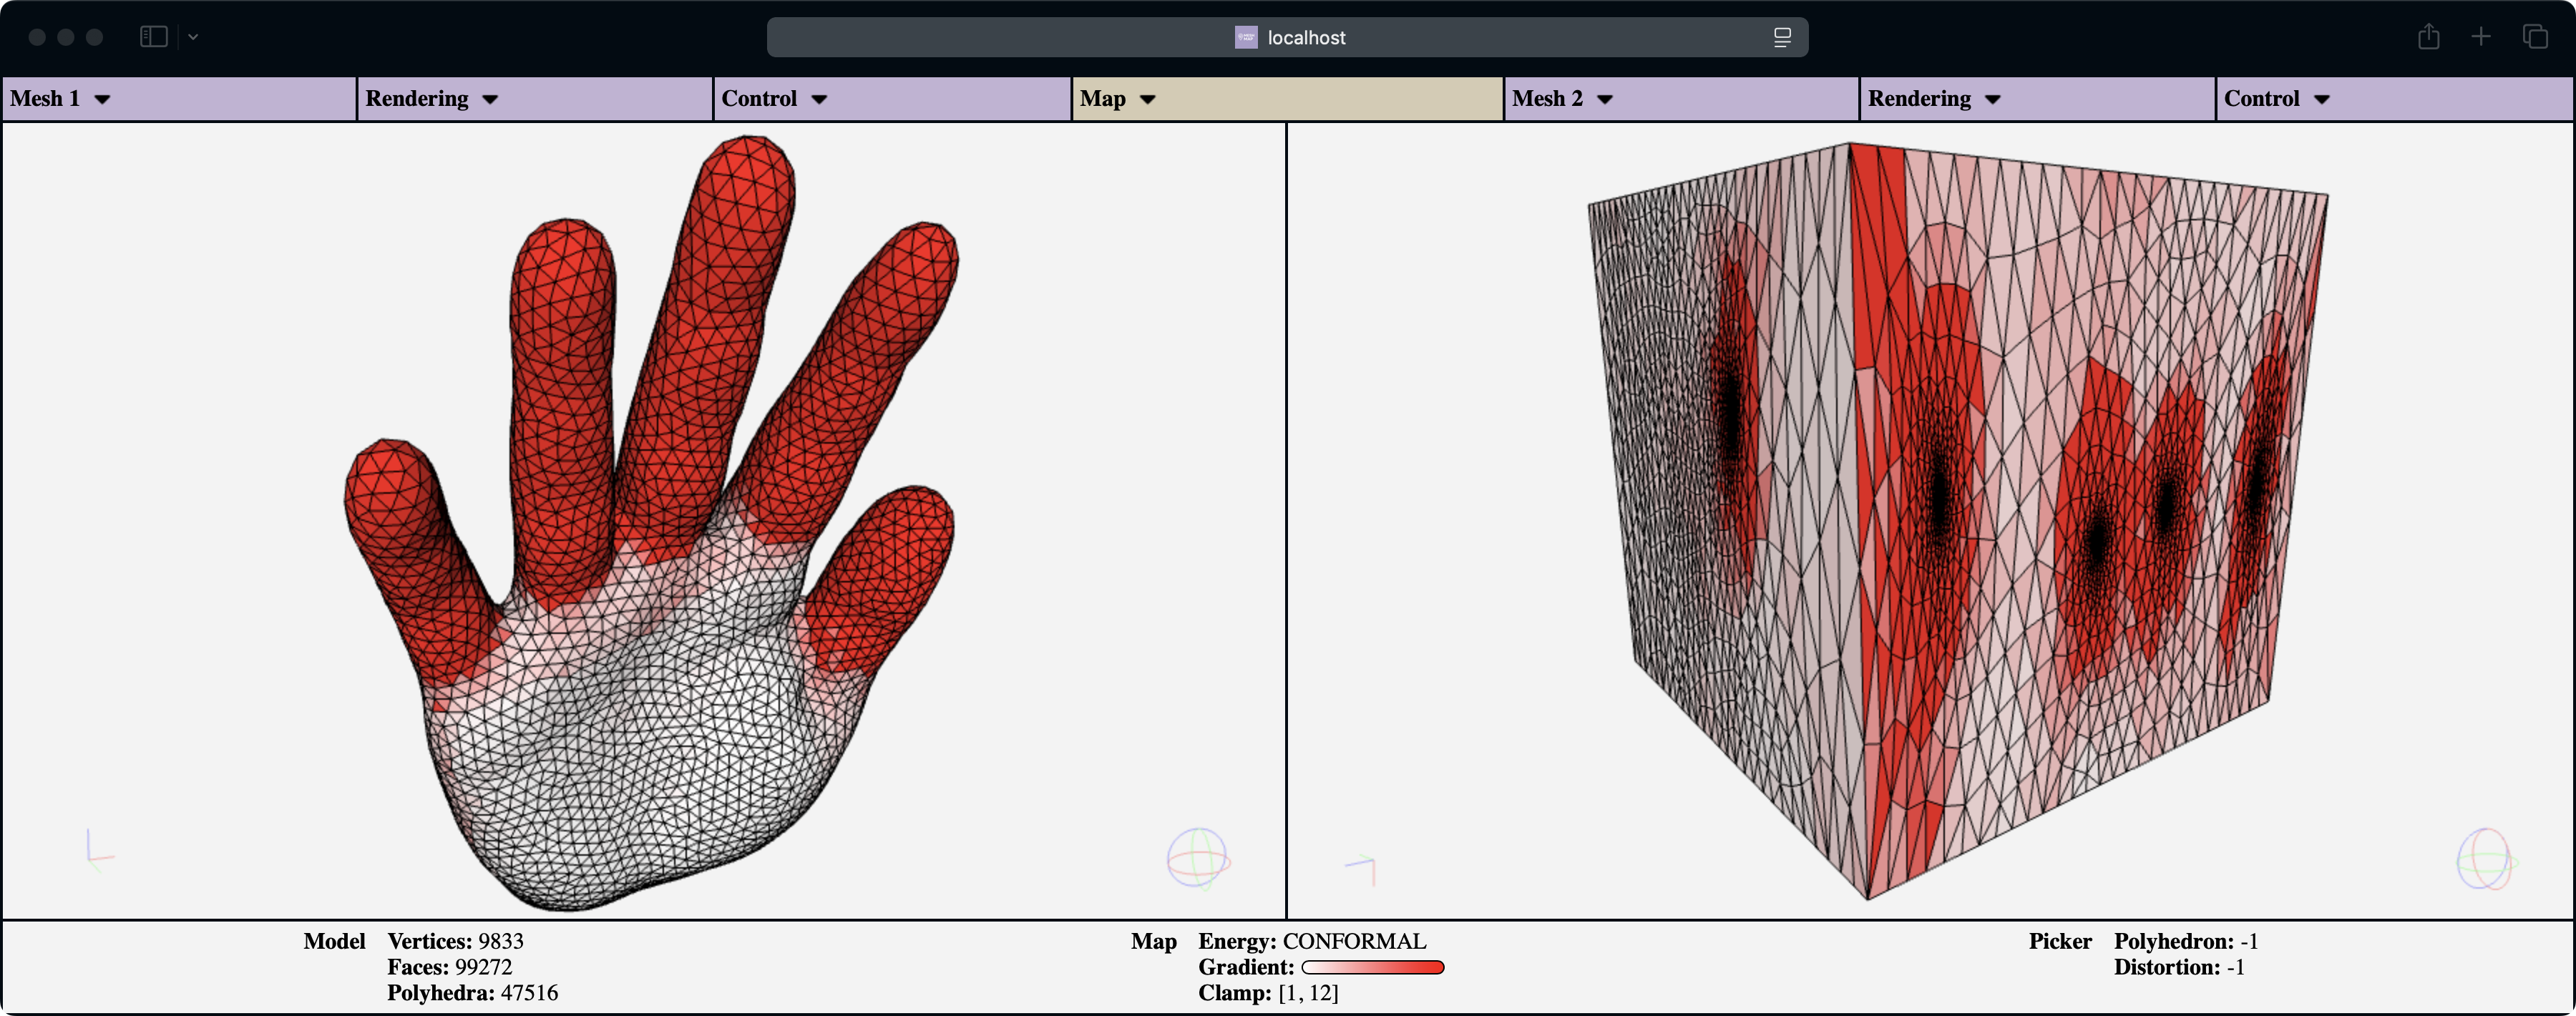 localhost
Mesh 1 Rendering Control Map Mesh 2 Rendering Control
Model Vertices: 9833
Faces: 99272
Polyhedra: 47516
Map Energy: CONFORMAL
Gradient:
Clamp: [1, 12]
Picker Polyhedron: -1
Distortion: -1